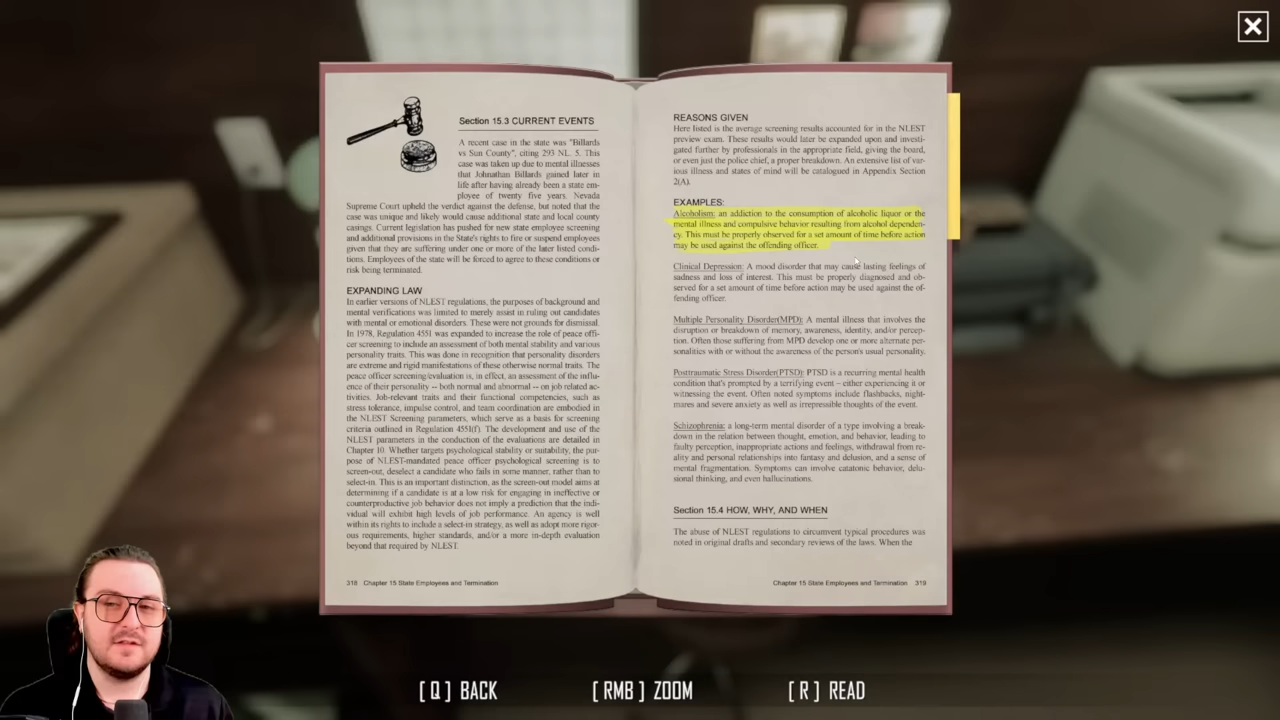 Section 15.3 CURRENT EVENTS
A recent case in the state was "Billards
vs Sun County", citing 293 NL. 5. This
case was taken up due to mental illnesses
that Johnathan Billards gained later in
life after having already been a state em-
ployee of twenty five years. Nevada
Supreme Court upheld the verdict against the defense, but noted that the
case was unique and likely would cause additional state and local county
casings. Current legislation has pushed for new state employee screening
and additional provisions in the State's rights to fire or suspend employees
given that they are suffering under one or more of the later listed condi-
tions. Employees of the state will be forced to agree to these conditions or
risk being terminated.
EXPANDING LAW
In earlier versions of NLEST regulations, the purposes of background and
mental verifications was limited to merely assist in ruling out candidates
with mental or emotional disorders. These were not grounds for dismissal.
In 1978, Regulation 4551 was expanded to increase the role of peace offi-
cer screening to include an assessment of both mental stability and various
personality traits. This was done in recognition that personality disorders
are extreme and rigid manifestations of these otherwise normal traits. The
peace officer screening/evaluation is, in effect, an assessment of the influ-
ence of their personality -- both normal and abnormal -- on job related ac-
tivities. Job-relevant traits and their functional competencies, such as
stress tolerance, impulse control, and team coordination are embodied in
the NLEST Screening parameters, which serve as a basis for screening
criteria outlined in Regulation 4551(f). The development and use of the
NLEST parameters in the conduction of the evaluations are detailed in
Chapter 10. Whether targets psychological stability or suitability, the pur-
pose of NLEST-mandated peace officer psychological screening is to
screen-out, deselect a candidate who fails in some manner, rather than to
select-in. This is an important distinction, as the screen-out model aims at
determining if a candidate is at a low risk for engaging in ineffective or
counterproductive job behavior does not imply a prediction that the indi-
vidual will exhibit high levels of job performance. An agency is well
within its rights to include a select-in strategy, as well as adopt more rigor-
ous requirements, higher standards, and/or a more in-depth evaluation
beyond that required by NLEST.
318 Chapter 15 State Employees and Termination
REASONS GIVEN
Here listed is the average screening results accounted for in the NLEST
preview exam. These results would later be expanded upon and investi-
gated further by professionals in the appropriate field, giving the board,
or even just the police chief, a proper breakdown. An extensive list of var-
ious illness and states of mind will be catalogued in Appendix Section
2(A).
EXAMPLES:
Alcoholism: an addiction to the consumption of alcoholic liquor or the
mental illness and compulsive behavior resulting from alcohol dependen-
cy. This must be properly observed for a set amount of time before action
may be used against the offending officer.
Clinical Depression: A mood disorder that may cause lasting feelings of
sadness and loss of interest. This must be properly diagnosed and ob-
served for a set amount of time before action may be used against the of-
fending officer.
Multiple Personality Disorder(MPD): A mental illness that involves the
disruption or breakdown of memory, awareness, identity, and/or percep-
tion. Often those suffering from MPD develop one or more alternate per-
sonalities with or without the awareness of the person's usual personality.
Posttraumatic Stress Disorder(PTSD): PTSD is a recurring mental health
condition that's prompted by a terrifying event – either experiencing it or
witnessing the event. Often noted symptoms include flashbacks, night-
mares and severe anxiety as well as irrepressible thoughts of the event.
Schizophrenia: a long-term mental disorder of a type involving a break-
down in the relation between thought, emotion, and behavior, leading to
faulty perception, inappropriate actions and feelings, withdrawal from re-
ality and personal relationships into fantasy and delusion, and a sense of
mental fragmentation. Symptoms can involve catatonic behavior, delu-
sional thinking, and even hallucinations.
Section 15.4 HOW, WHY, AND WHEN
The abuse of NLEST regulations to circumvent typical procedures was
noted in original drafts and secondary reviews of the laws. When the
Chapter 15 State Employees and Termination 319
[ Q ] BACK
[ RMB ] ZOOM
[ R ] READ